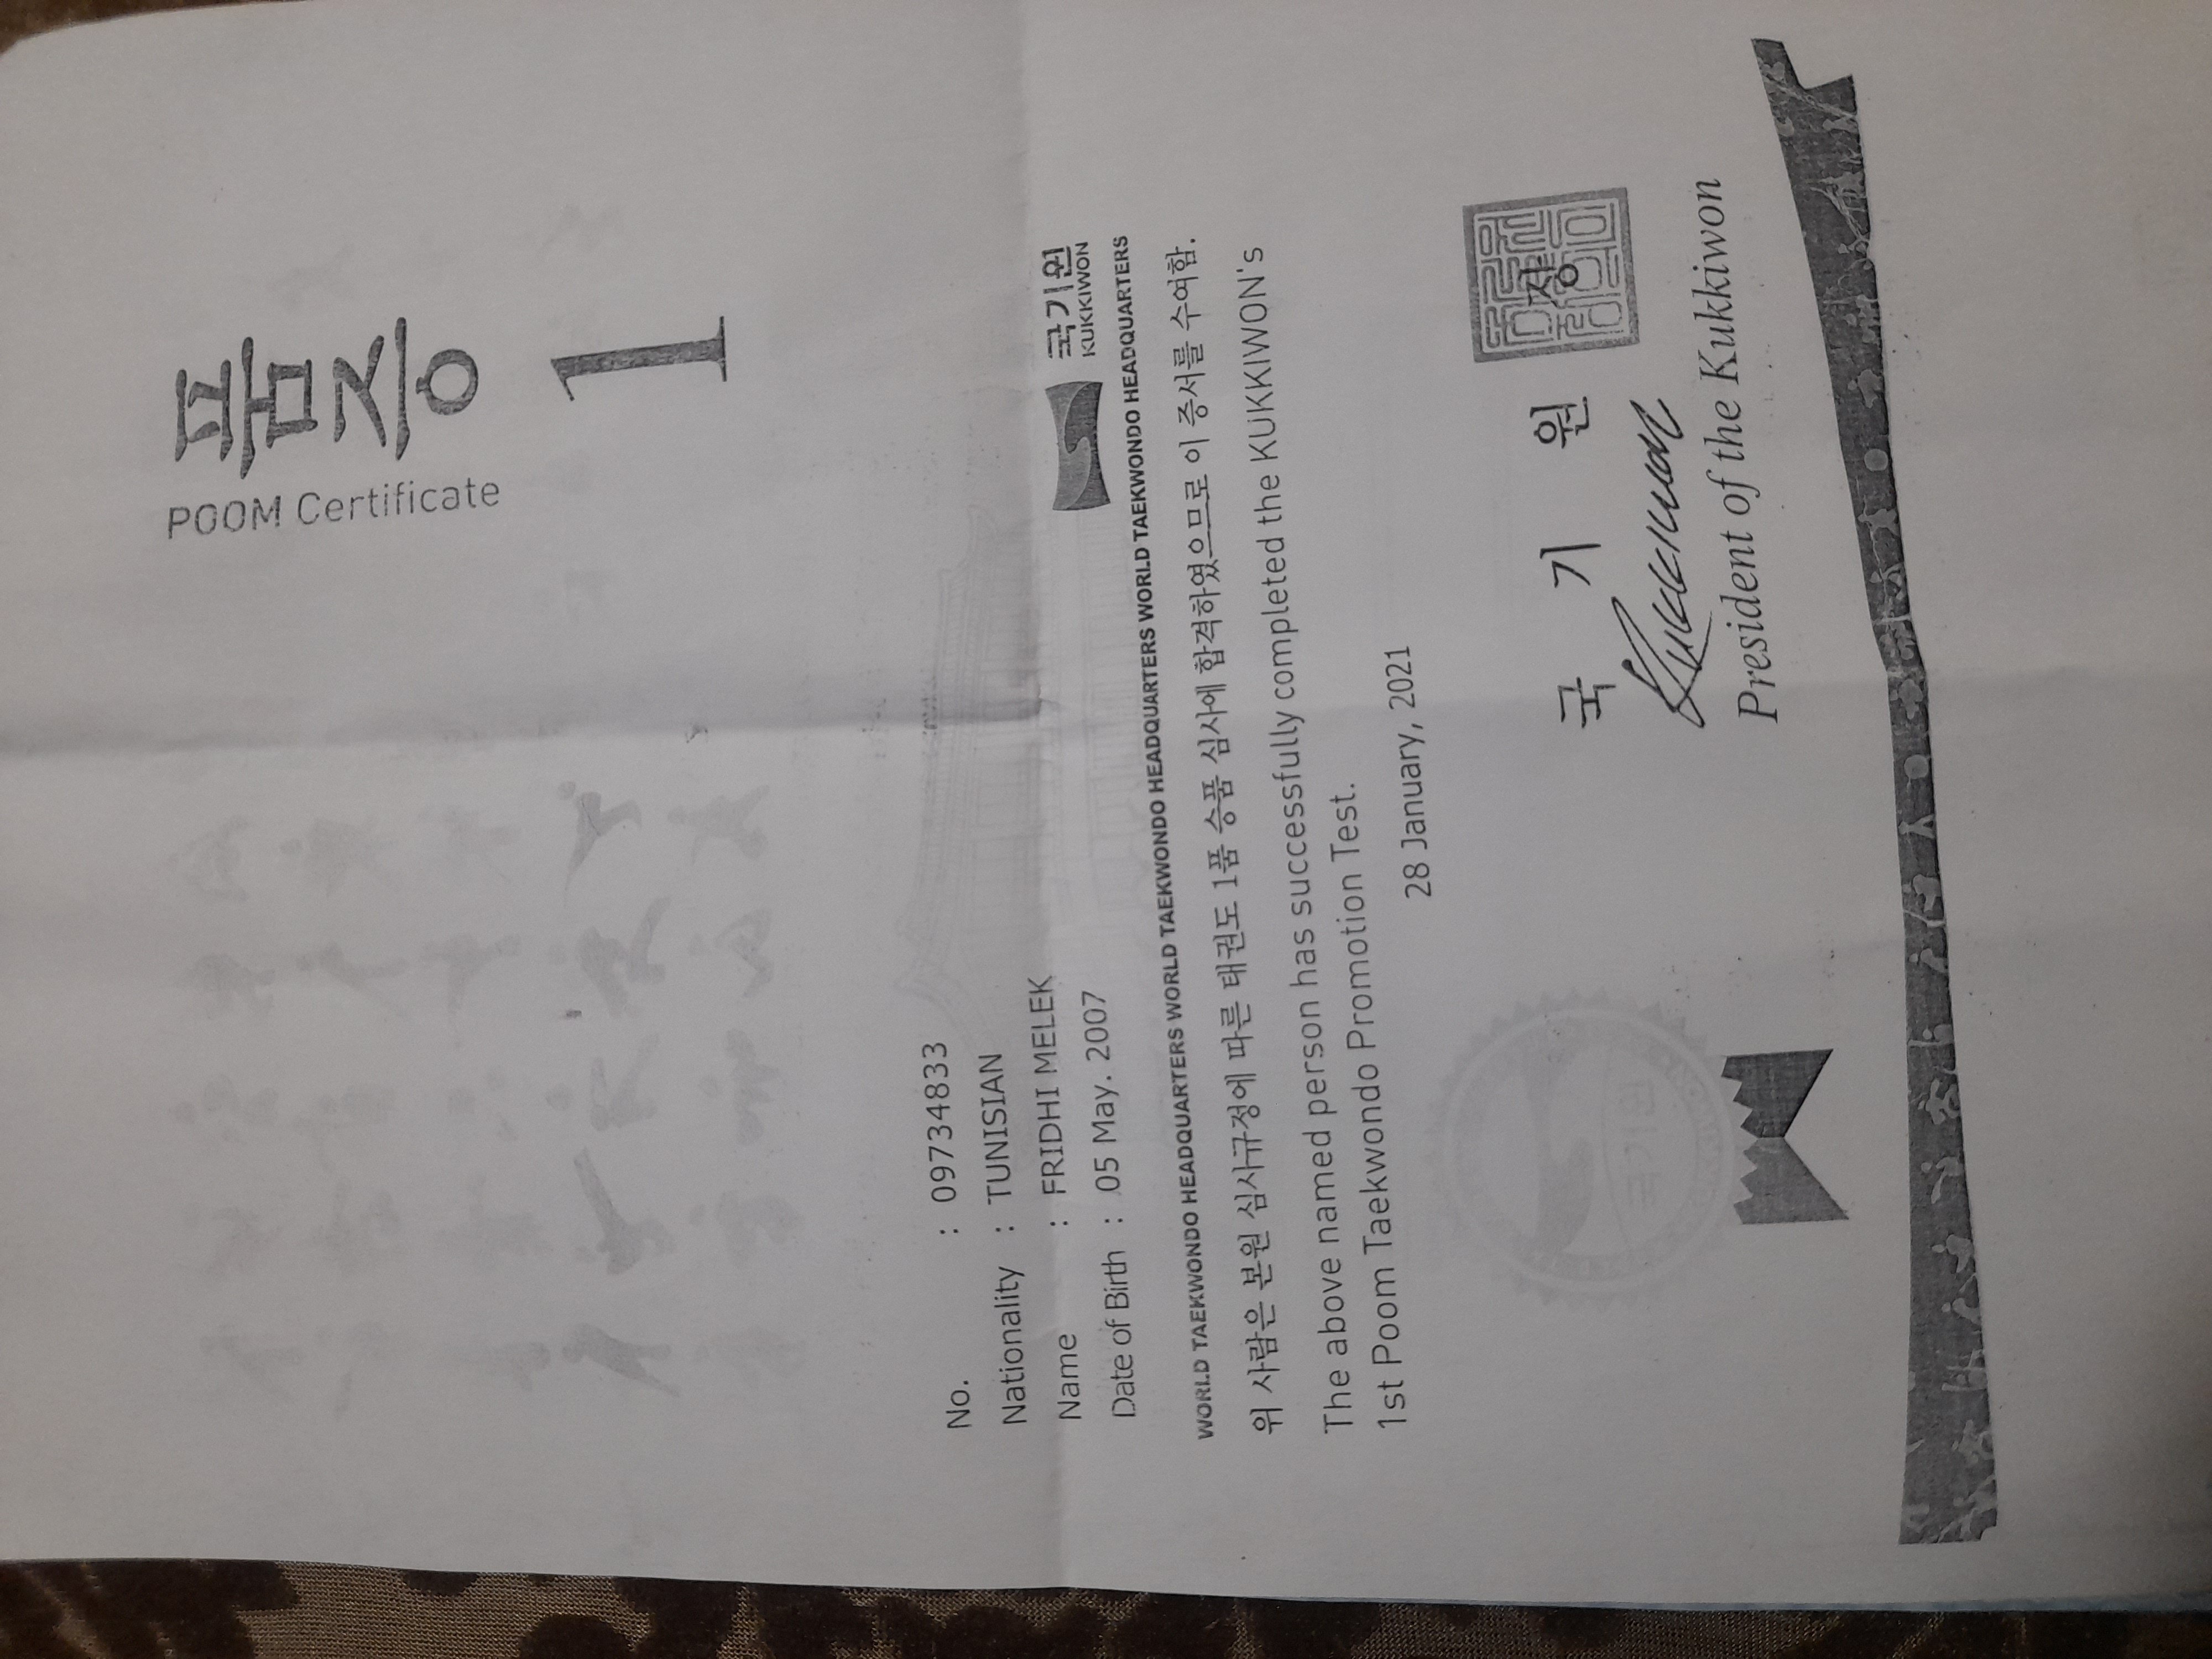 품증
POOM Certificate
1
No. : 09734833
Nationality : TUNISIAN
Name : FRIDHI MELEK
Date of Birth : 05 May. 2007
국기원
KUKKIWON
WORLD TAEKWONDO HEADQUARTERS WORLD TAEKWONDO HEADQUARTERS WORLD TAEKWONDO HEADQUARTERS WORLD TAEKWONDO HEADQUARTERS
위 사람은 본원 심사규정에 따른 태권도 1품 승품 심사에 합격하였으므로 이 증서를 수여함.
The above named person has successfully completed the KUKKIWON's
1st Poom Taekwondo Promotion Test.
28 January, 2021
국 기 원 장
President of the Kukkiwon